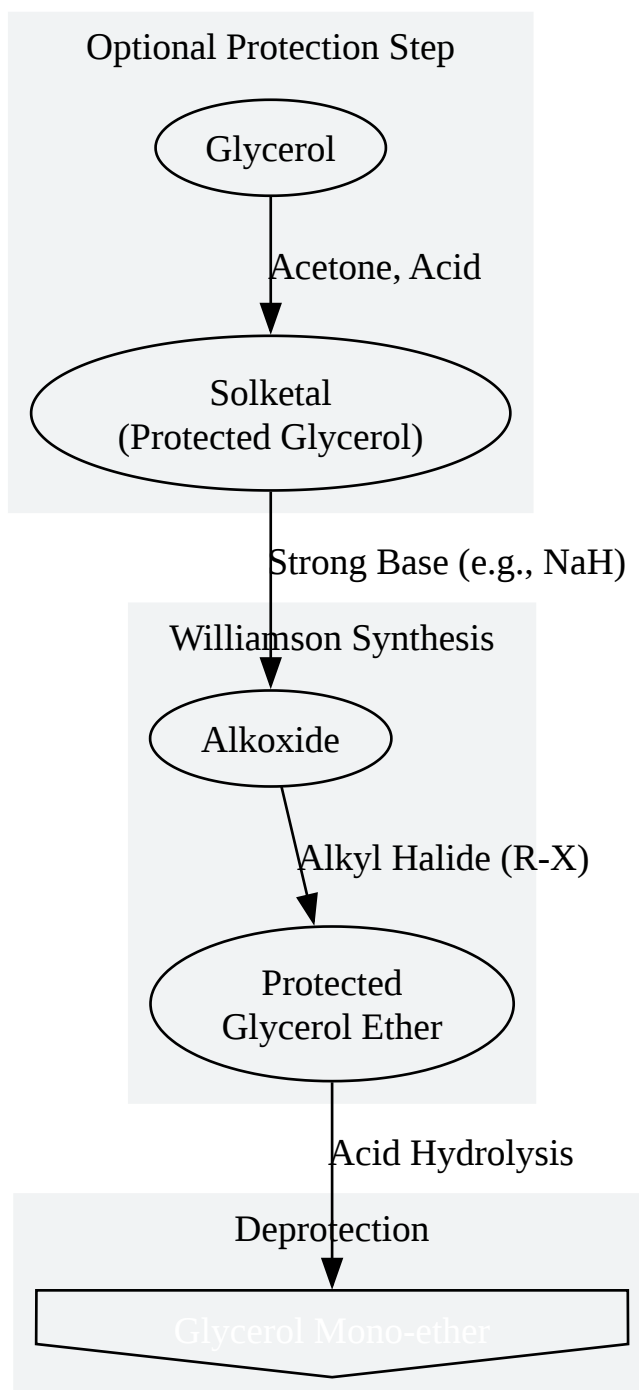 Optional Protection Step
Glycerol
Acetone, Acid
Solketal
(Protected Glycerol)
Strong Base (e.g., NaH)
Williamson Synthesis
Alkoxide
Alkyl Halide (R-X)
Protected
Glycerol Ether
Acid Hydrolysis
Deprotection
Glycerol Mono-ether